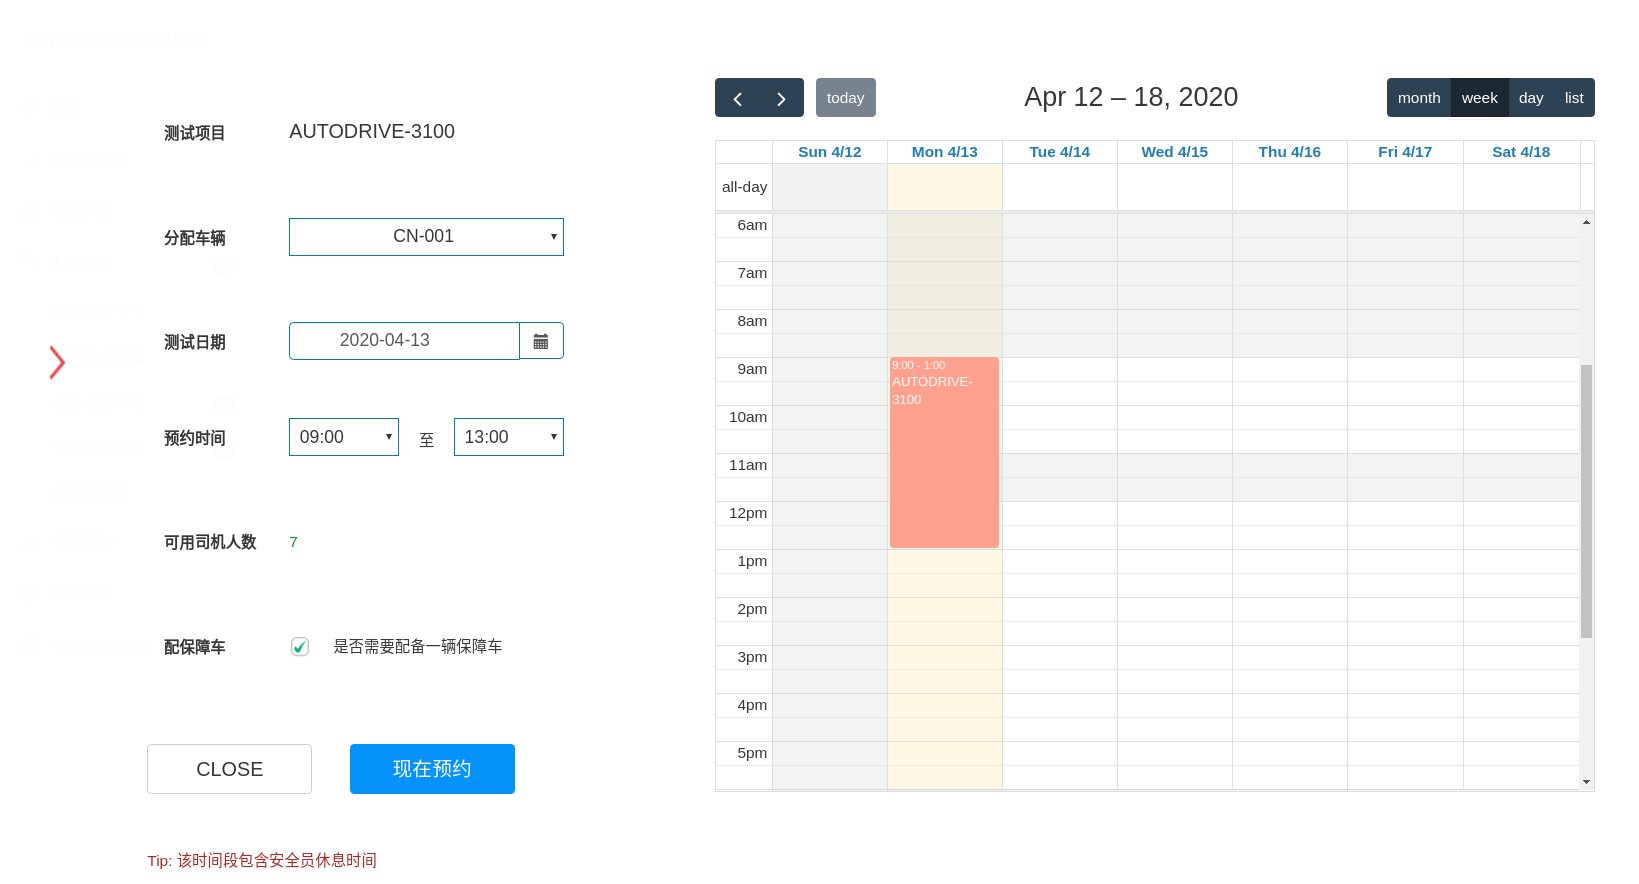 测试项目 AUTODRIVE-3100
分配车辆 CN-001
测试日期 2020-04-13
预约时间 09:00 至 13:00
可用司机人数 7
配保障车 是否需要配备一辆保障车
CLOSE 现在预约
Tip: 该时间段包含安全员休息时间
today Apr 12 – 18, 2020 month week day list
Sun 4/12 Mon 4/13 Tue 4/14 Wed 4/15 Thu 4/16 Fri 4/17 Sat 4/18
all-day
6am
7am
8am
9am
9:00 - 1:00
AUTODRIVE-
3100
10am
11am
12pm
1pm
2pm
3pm
4pm
5pm